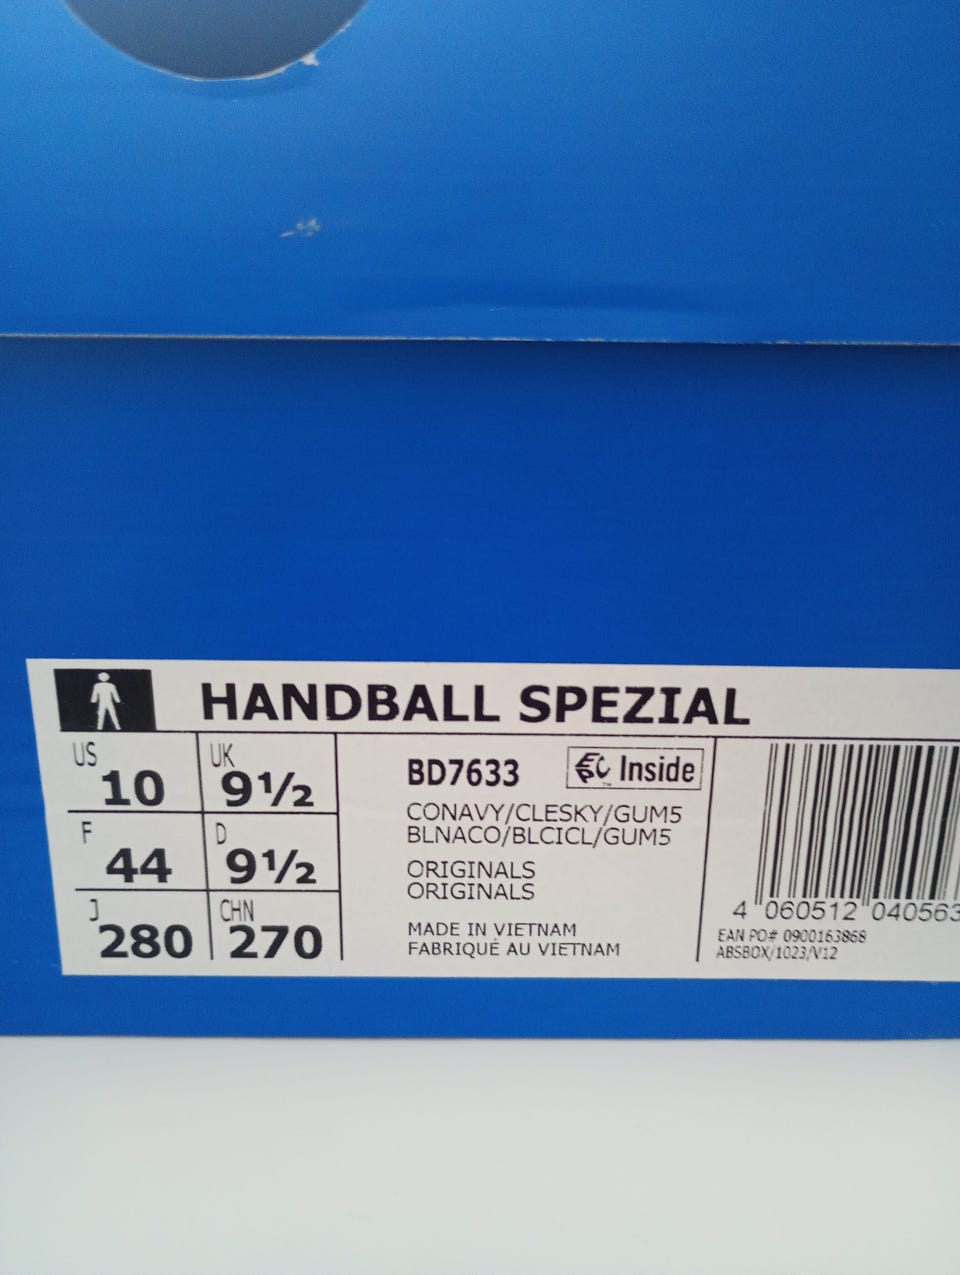 HANDBALL SPEZIAL
US 10 UK 9½
F 44 D 9½
J 280 CHN 270
BD7633 Inside
CONAVY/CLESKY/GUM5
BLNACO/BLCICL/GUM5
ORIGINALS
ORIGINALS
MADE IN VIETNAM
FABRIQUÉ AU VIETNAM
4 060512 040563
EAN PO# 0900163868
ABSBOX/1023/V12